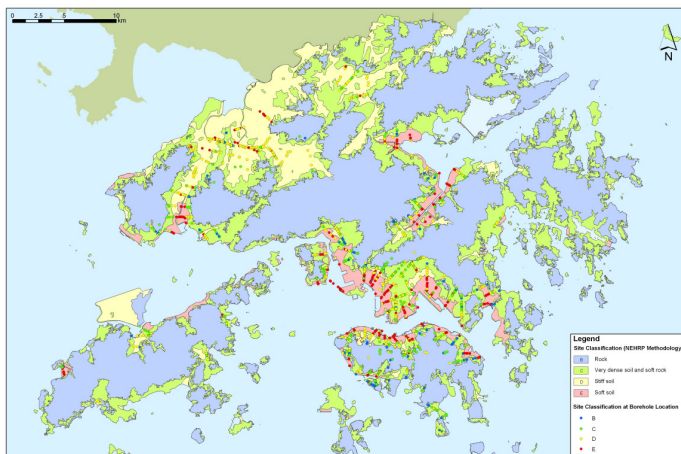 0 2.5 5 10
km
N
Legend
Site Classification (NEHRP Methodology)
B Rock
C Very dense soil and soft rock
D Stiff soil
E Soft soil
Site Classification at Borehole Location
B
C
D
E